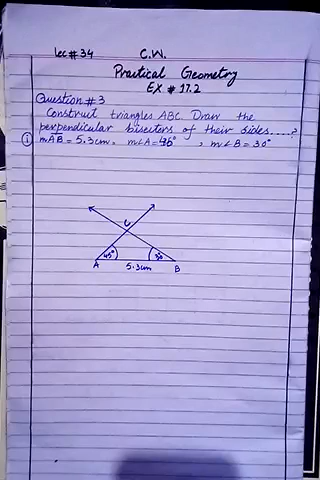 Lec # 34 C.W.
Practical Geometry
EX # 17.2
Question # 3
Construct triangles ABC. Draw the
perpendicular bisectors of their sides.....?
(i) mAB = 5.3cm, m∠A = 45° , m∠B = 30°
C
45° 30°
A 5.3cm B